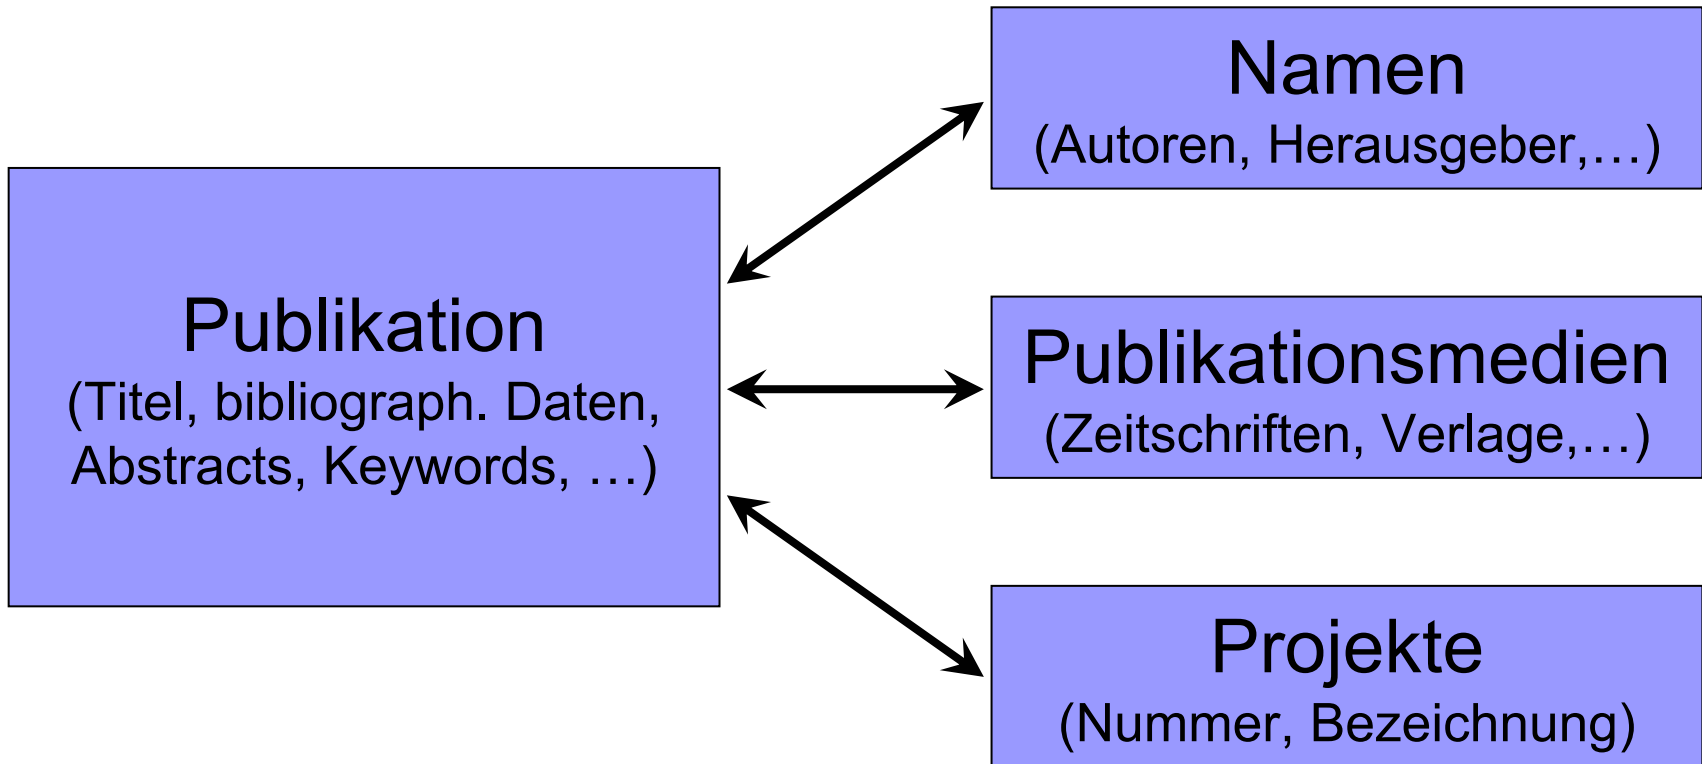 Publikation
(Titel, bibliograph. Daten,
Abstracts, Keywords, …)
Namen
(Autoren, Herausgeber,…)
Publikationsmedien
(Zeitschriften, Verlage,…)
Projekte
(Nummer, Bezeichnung)